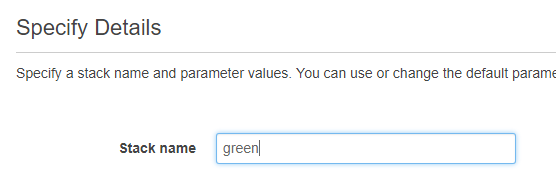 Specify Details
Specify a stack name and parameter values. You can use or change the default parame
Stack name
green